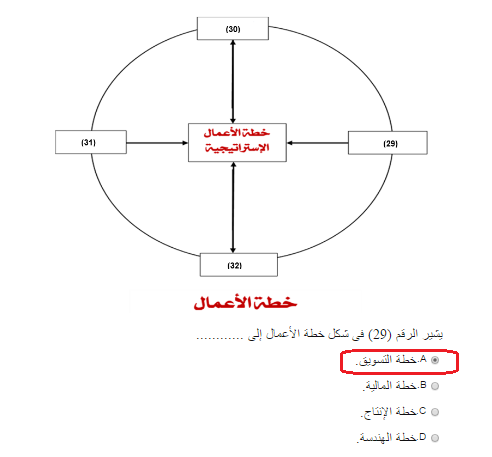 (30)
خطة الأعمال
الإستراتيجية
(31)
(29)
(32)
خطة الأعمال
يشير الرقم (29) فى شكل خطة الأعمال إلى ............
A.خطة التسويق.
B.خطة المالية.
C.خطة الإنتاج.
D.خطة الهندسة.